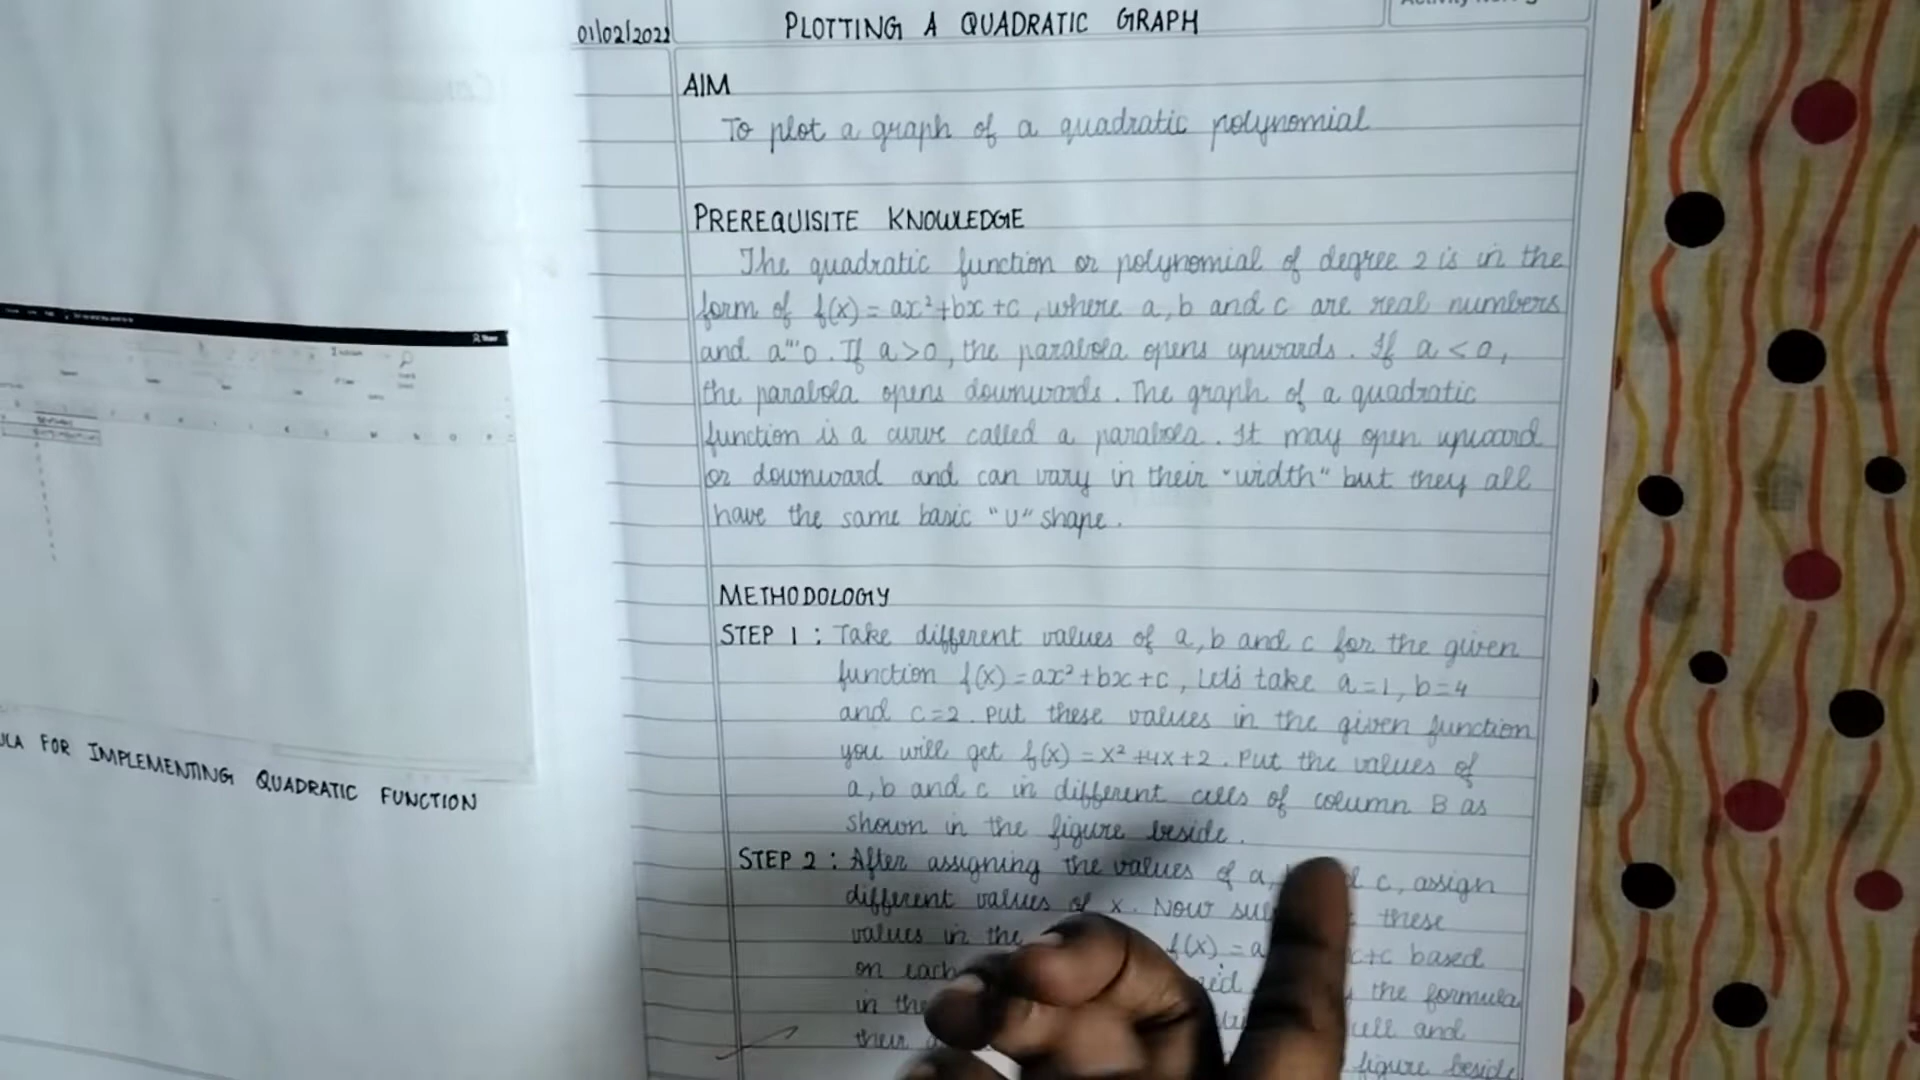 01/02/2022
PLOTTING A QUADRATIC GRAPH
AIM
To plot a graph of a quadratic polynomial
PREREQUISITE KNOWLEDGE
The quadratic function or polynomial of degree 2 is in the
form of f(x) = ax²+bx+c, where a, b and c are real numbers
and a"'0. If a>0, the parabola opens upwards. If a<0,
the parabola opens downwards. The graph of a quadratic
function is a curve called a parabola. It may open upward
or downward and can vary in their "width" but they all
have the same basic "U" shape.
METHODOLOGY
STEP 1 : Take different values of a, b and c for the given
function f(x) = ax²+bx+c, Let's take a=1, b=4
and c=2. Put these values in the given function
you will get f(x) = x²+4x+2. Put the values of
a, b and c in different cells of column B as
shown in the figure beside.
STEP 2 : After assigning the values of a, c, assign
different values of x. Now these
values in the f(x) = a +c based
on each
in the the formula
their cell and
figure beside
Share
FOR IMPLEMENTING QUADRATIC FUNCTION